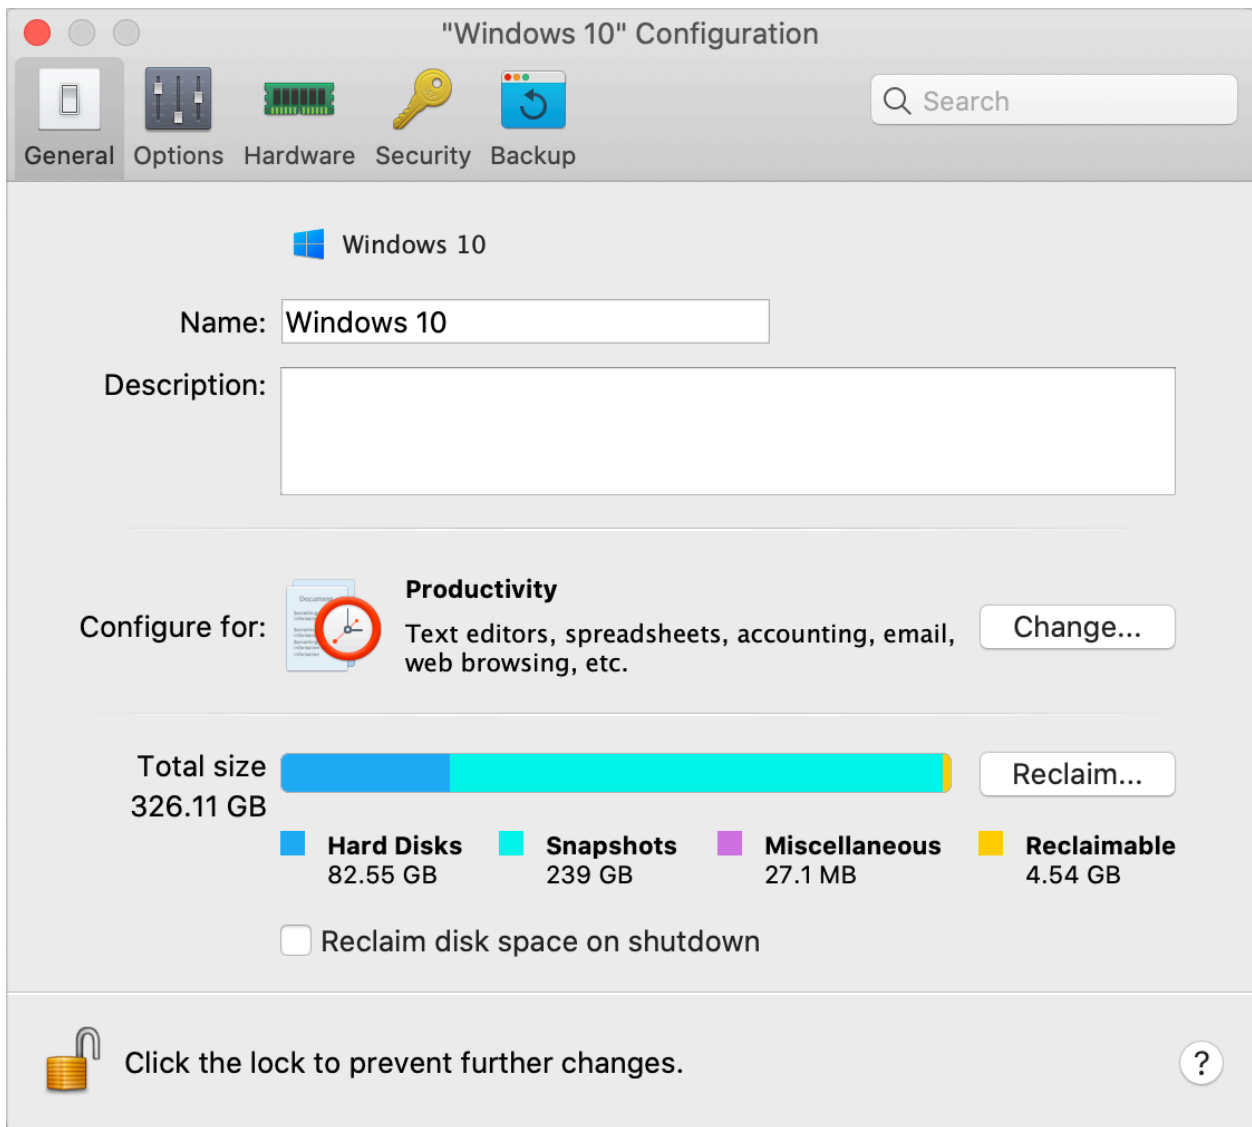 "Windows 10" Configuration
General
Options
Hardware
Security
Backup
Search
Windows 10
Name:
Windows 10
Description:
Configure for:
Document
Productivity
Text editors, spreadsheets, accounting, email,
web browsing, etc.
Change...
Total size
326.11 GB
Reclaim...
Hard Disks
82.55 GB
Snapshots
239 GB
Miscellaneous
27.1 MB
Reclaimable
4.54 GB
Reclaim disk space on shutdown
Click the lock to prevent further changes.
?